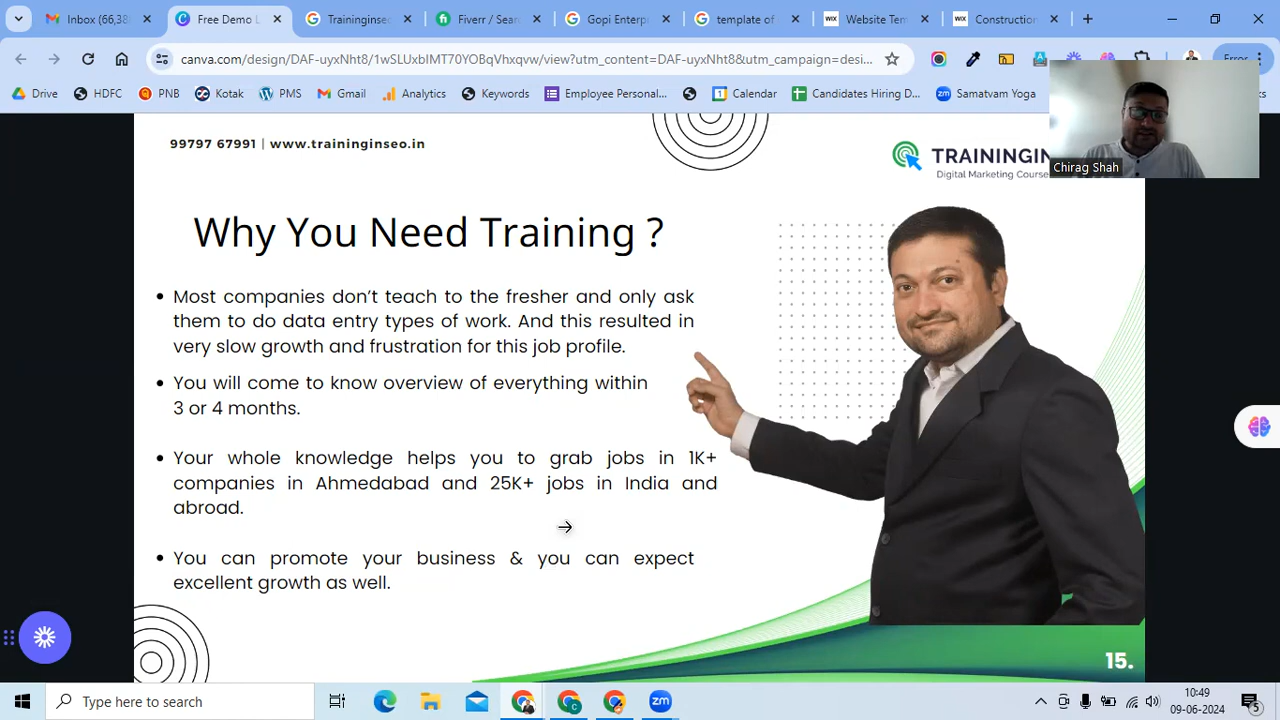 Inbox (66,38
Free Demo L
Traininginse
Fiverr / Sear
Gopi Enterp
template of
Website Tem
Construction
canva.com/design/DAF-uyxNht8/1wSLUxbIMT70YOBqVhxqvw/view?utm_content=DAF-uyxNht8&utm_campaign=desi...
Error
Drive
HDFC
PNB
Kotak
PMS
Gmail
Analytics
Keywords
Employee Personal...
Calendar
Candidates Hiring D...
Samatvam Yoga
Chirag Shah
99797 67991 | www.traininginseo.in
TRAININGIN
Digital Marketing Course
Why You Need Training ?
• Most companies don't teach to the fresher and only ask
them to do data entry types of work. And this resulted in
very slow growth and frustration for this job profile.
• You will come to know overview of everything within
3 or 4 months.
• Your whole knowledge helps you to grab jobs in 1K+
companies in Ahmedabad and 25K+ jobs in India and
abroad.
• You can promote your business & you can expect
excellent growth as well.
15.
Type here to search
zm
10:49
09-06-2024
5